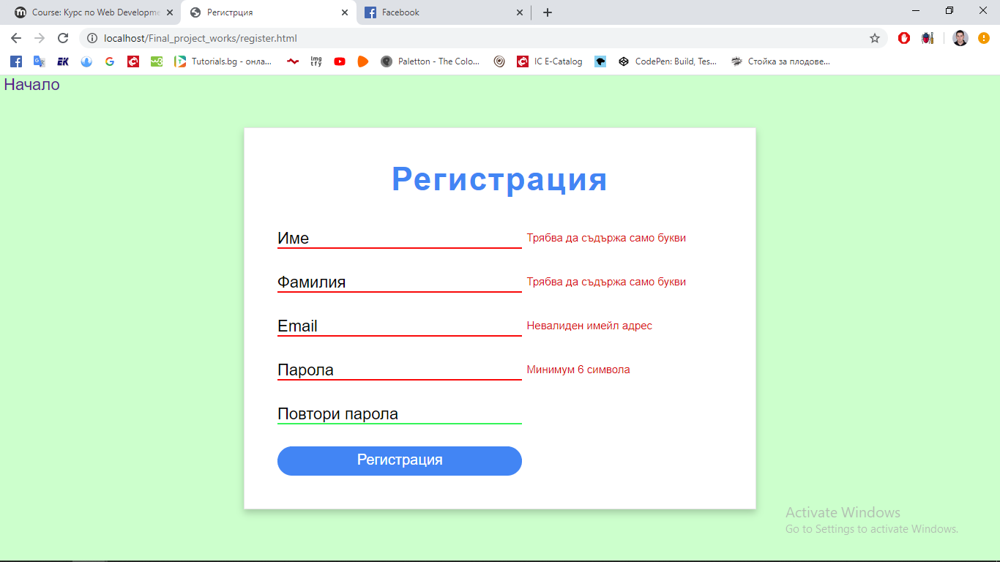 Course: Курс по Web Developme
Регистрция
Facebook
localhost/Final_project_works/register.html
EK
Tutorials.bg - онла...
Img
try
Paletton - The Colo...
IC E-Catalog
CodePen: Build, Tes...
Стойка за плодове...
Начало
Регистрация
Име
Трябва да съдържа само букви
Фамилия
Трябва да съдържа само букви
Email
Невалиден имейл адрес
Парола
Минимум 6 символа
Повтори парола
Регистрация
Activate Windows
Go to Settings to activate Windows.